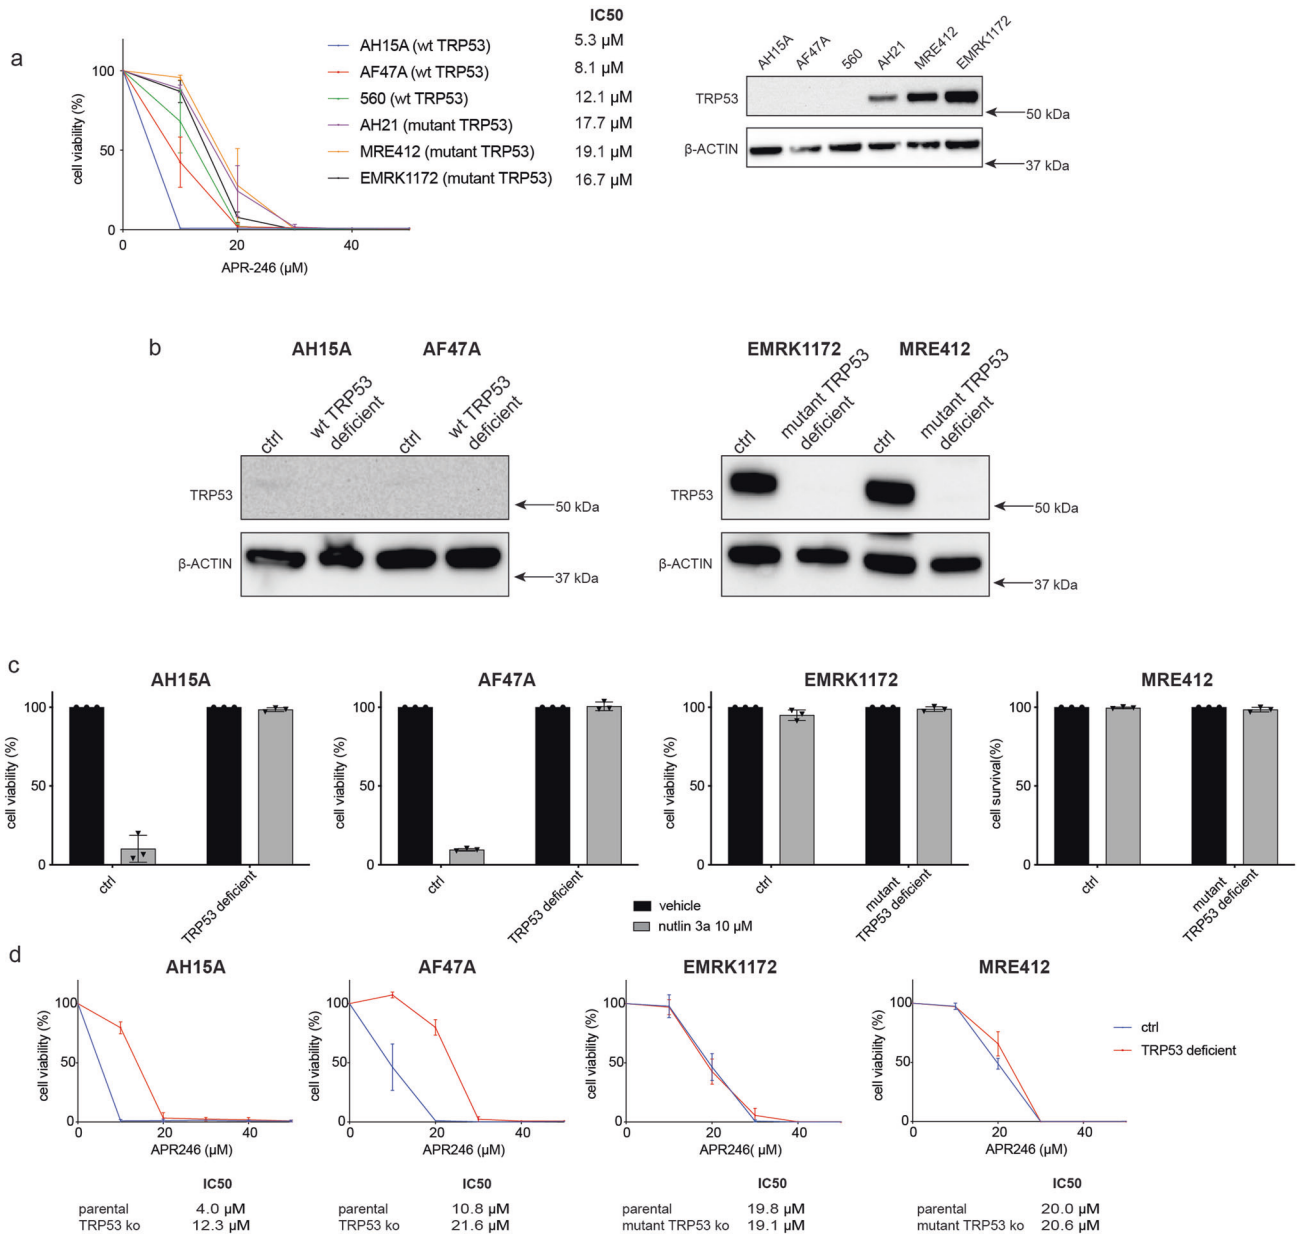 a
IC50
AH15A (wt TRP53) 5.3 µM
AF47A (wt TRP53) 8.1 µM
560 (wt TRP53) 12.1 µM
AH21 (mutant TRP53) 17.7 µM
MRE412 (mutant TRP53) 19.1 µM
EMRK1172 (mutant TRP53) 16.7 µM
cell viability (%)
100
50
0
0 20 40
APR-246 (µM)
AH15A AF47A 560 AH21 MRE412 EMRK1172
TRP53
50 kDa
β-ACTIN
37 kDa
b
AH15A AF47A
ctrl wt TRP53 deficient ctrl wt TRP53 deficient
TRP53
50 kDa
β-ACTIN
37 kDa
EMRK1172 MRE412
ctrl mutant TRP53 deficient ctrl mutant TRP53 deficient
TRP53
50 kDa
β-ACTIN
37 kDa
c
AH15A
cell viability (%)
100
50
0
ctrl TRP53 deficient
AF47A
cell viability (%)
100
50
0
ctrl TRP53 deficient
EMRK1172
cell viability (%)
100
50
0
ctrl mutant TRP53 deficient
MRE412
cell survival(%)
100
50
0
ctrl mutant TRP53 deficient
vehicle
nutlin 3a 10 µM
d
AH15A
cell viability (%)
100
50
0
0 20 40
APR246 (µM)
IC50
parental 4.0 µM
TRP53 ko 12.3 µM
AF47A
cell viability (%)
100
50
0
0 20 40
APR246 (µM)
IC50
parental 10.8 µM
TRP53 ko 21.6 µM
EMRK1172
cell viability (%)
100
50
0
0 20 40
APR246( µM)
IC50
parental 19.8 µM
mutant TRP53 ko 19.1 µM
MRE412
cell viability (%)
100
50
0
0 20 40
APR246 (µM)
IC50
parental 20.0 µM
mutant TRP53 ko 20.6 µM
ctrl
TRP53 deficient